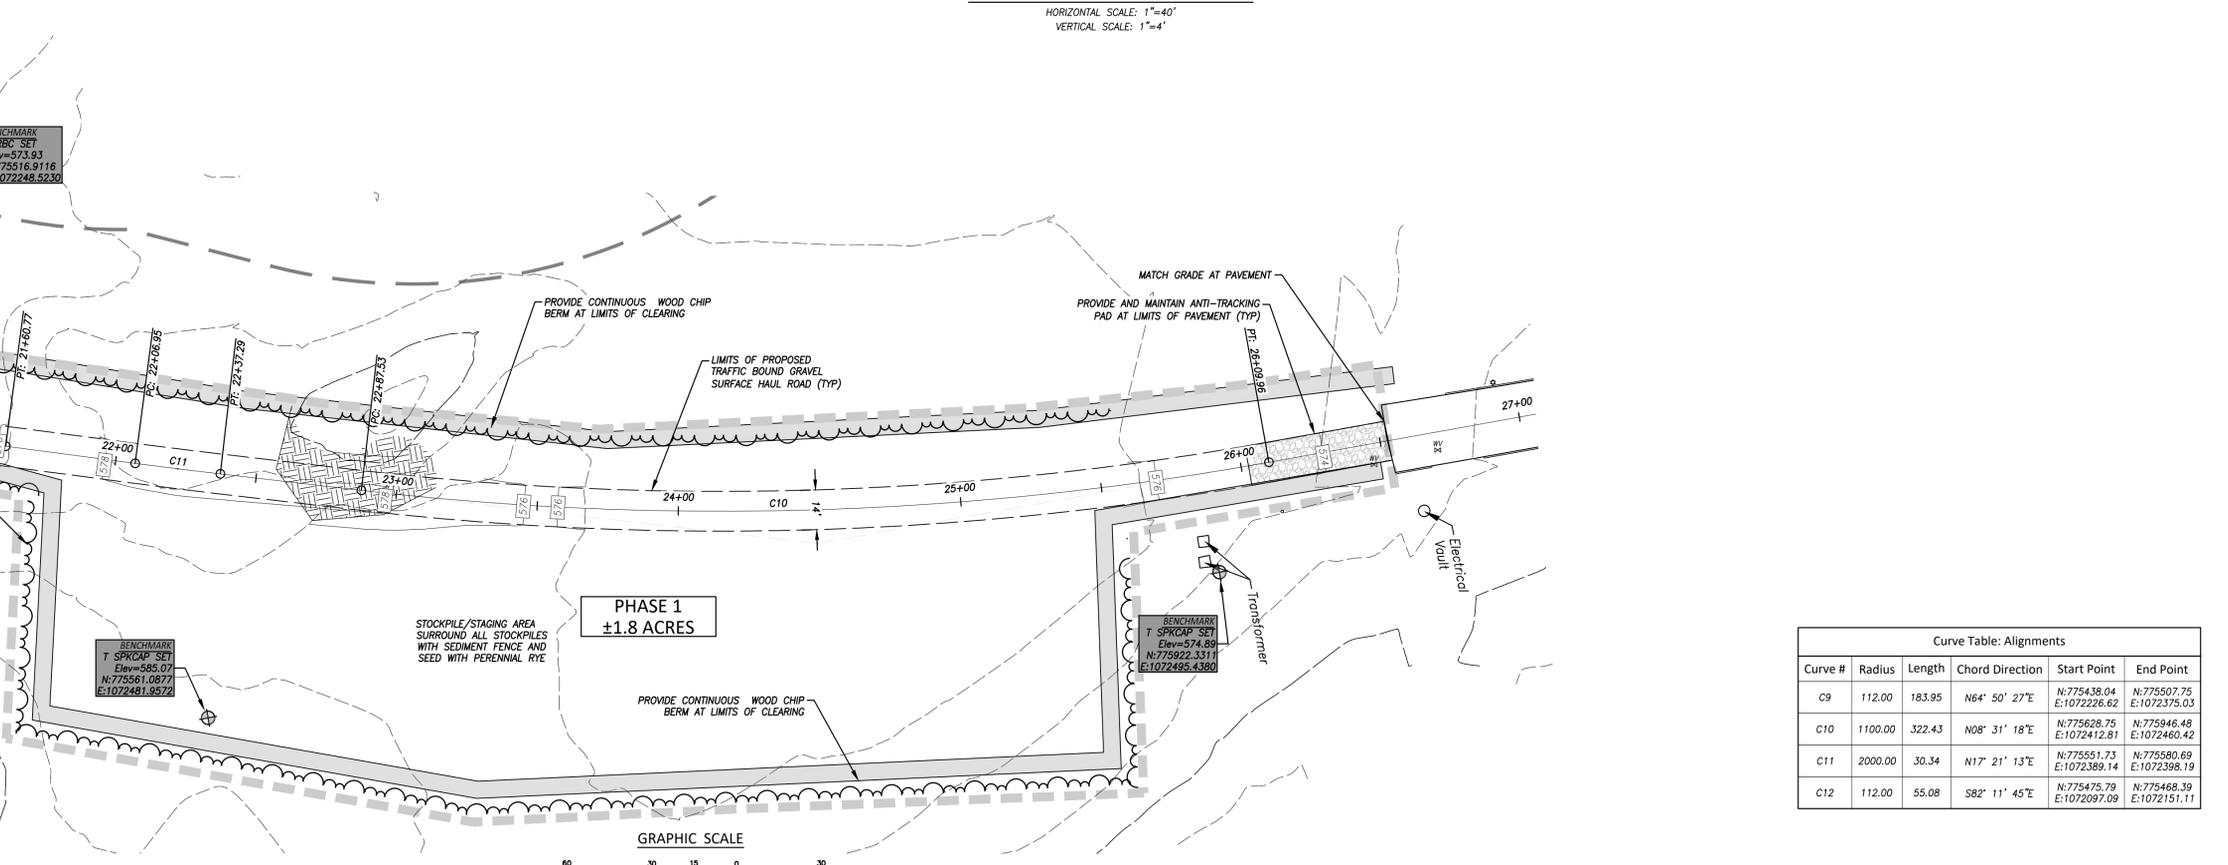 HORIZONTAL SCALE: 1"=40'
VERTICAL SCALE: 1"=4'
SET
573.93
775516.9116
072248.5230
MATCH GRADE AT PAVEMENT
PROVIDE CONTINUOUS WOOD CHIP
BERM AT LIMITS OF CLEARING
PROVIDE AND MAINTAIN ANTI-TRACKING
PAD AT LIMITS OF PAVEMENT (TYP)
PT: 21+60.77
PC: 22+06.95
PT: 22+37.29
PC: 22+87.53
PT: 26+09.96
LIMITS OF PROPOSED
TRAFFIC BOUND GRAVEL
SURFACE HAUL ROAD (TYP)
27+00
22+00
C11
578
23+00
578
576
576
24+00
C10
14'
25+00
576
26+00
574
WV
WV
Electrical
Vault
Transformer
PHASE 1
±1.8 ACRES
STOCKPILE/STAGING AREA
SURROUND ALL STOCKPILES
WITH SEDIMENT FENCE AND
SEED WITH PERENNIAL RYE
BENCHMARK
T SPKCAP SET
Elev=574.89
N:775922.3311
E:1072495.4380
BENCHMARK
T SPKCAP SET
Elev=585.07
N:775561.0877
E:1072481.9572
PROVIDE CONTINUOUS WOOD CHIP
BERM AT LIMITS OF CLEARING
GRAPHIC SCALE
60 30 15 0 30
Curve Table: Alignments
Curve # Radius Length Chord Direction Start Point End Point
C9 112.00 183.95 N64° 50' 27"E N:775438.04 E:1072226.62 N:775507.75 E:1072375.03
C10 1100.00 322.43 N08° 31' 18"E N:775628.75 E:1072412.81 N:775946.48 E:1072460.42
C11 2000.00 30.34 N17° 21' 13"E N:775551.73 E:1072389.14 N:775580.69 E:1072398.19
C12 112.00 55.08 S82° 11' 45"E N:775475.79 E:1072097.09 N:775468.39 E:1072151.11